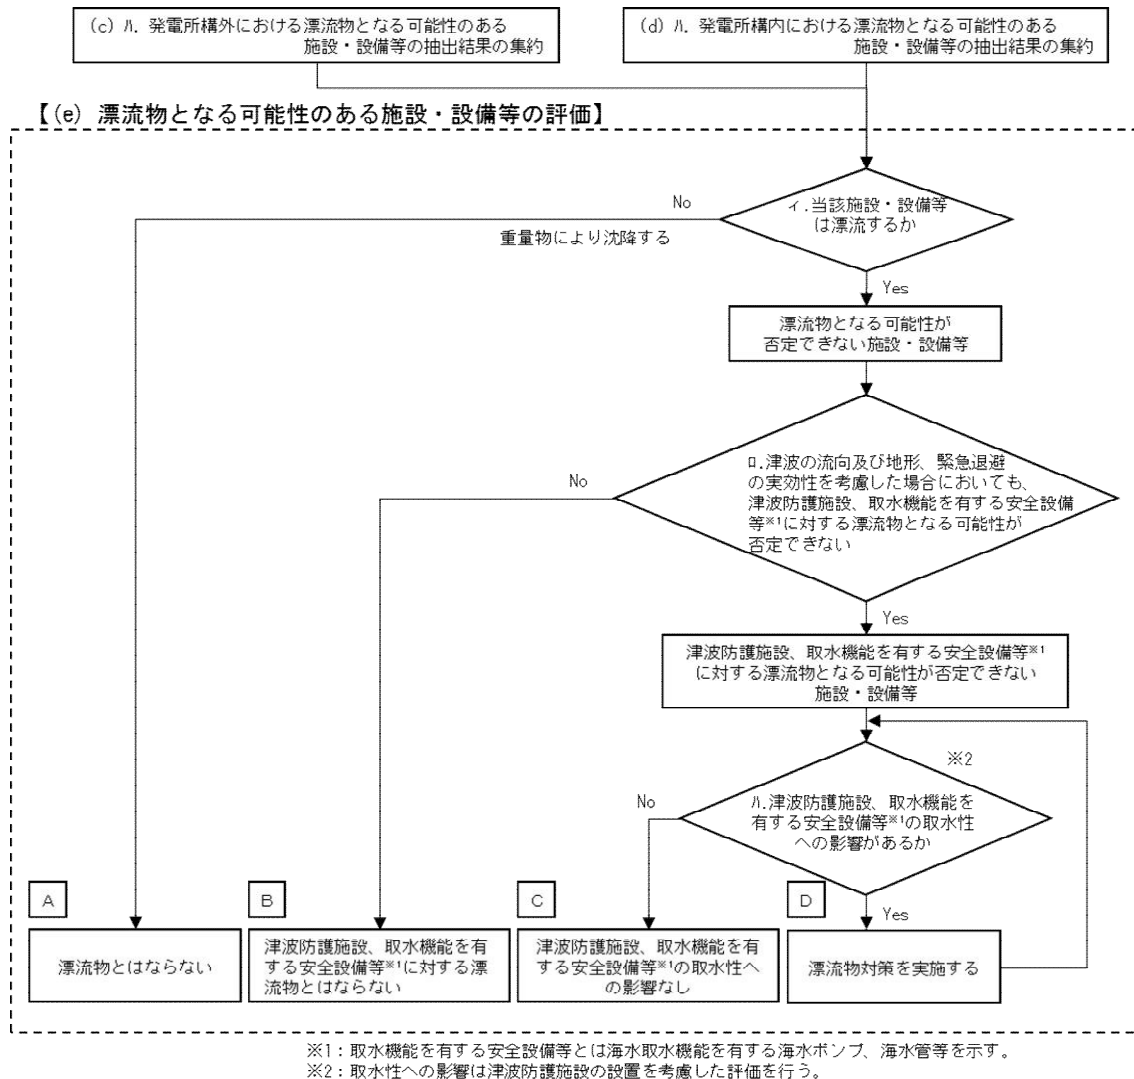 (c) ハ. 発電所構外における漂流物となる可能性のある
施設・設備等の抽出結果の集約
(d) ハ. 発電所構内における漂流物となる可能性のある
施設・設備等の抽出結果の集約
【(e) 漂流物となる可能性のある施設・設備等の評価】
イ.当該施設・設備等
は漂流するか
No
重量物により沈降する
Yes
漂流物となる可能性が
否定できない施設・設備等
ロ.津波の流向及び地形、緊急退避
の実効性を考慮した場合においても、
津波防護施設、取水機能を有する安全設備
等※1に対する漂流物となる可能性が
否定できない
No
Yes
津波防護施設、取水機能を有する安全設備等※1
に対する漂流物となる可能性が否定できない
施設・設備等
※2
ハ.津波防護施設、取水機能を
有する安全設備等※1の取水性
への影響があるか
No
Yes
A
漂流物とはならない
B
津波防護施設、取水機能を有
する安全設備等※1に対する漂
流物とはならない
C
津波防護施設、取水機能を有
する安全設備等※1の取水性へ
の影響なし
D
漂流物対策を実施する
※1：取水機能を有する安全設備等とは海水取水機能を有する海水ポンプ、海水管等を示す。
※2：取水性への影響は津波防護施設の設置を考慮した評価を行う。